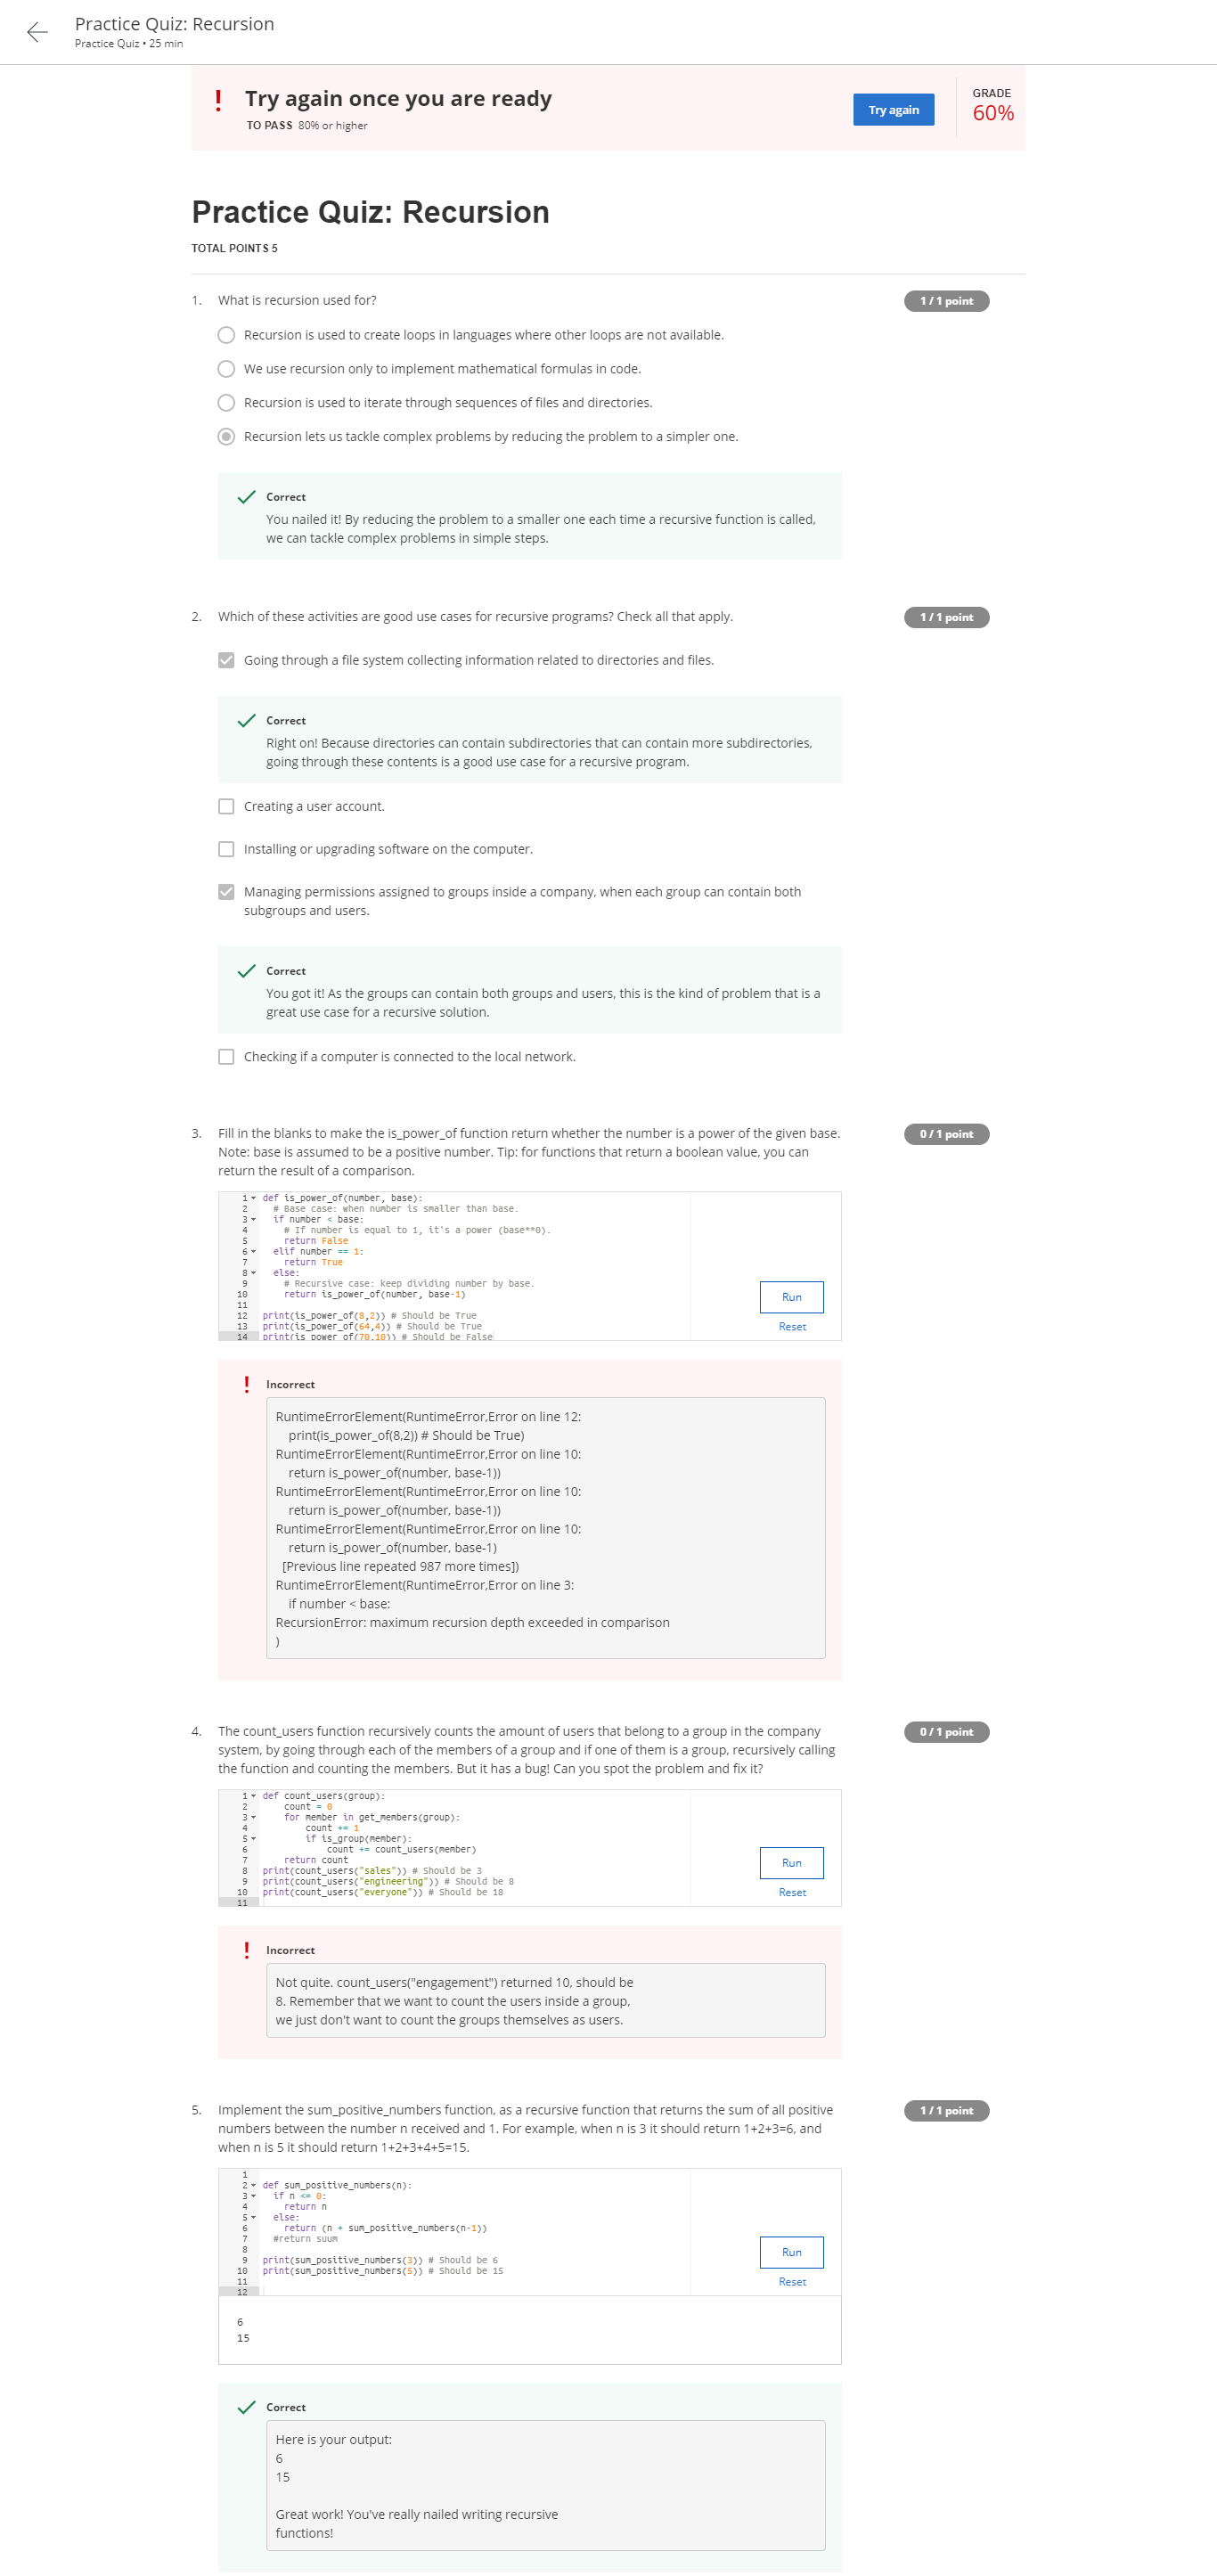 Practice Quiz: Recursion
Practice Quiz • 25 min
Try again once you are ready
TO PASS 80% or higher
Try again
GRADE
60%
Practice Quiz: Recursion
TOTAL POINTS 5
1. What is recursion used for?
1 / 1 point
Recursion is used to create loops in languages where other loops are not available.
We use recursion only to implement mathematical formulas in code.
Recursion is used to iterate through sequences of files and directories.
Recursion lets us tackle complex problems by reducing the problem to a simpler one.
Correct
You nailed it! By reducing the problem to a smaller one each time a recursive function is called,
we can tackle complex problems in simple steps.
2. Which of these activities are good use cases for recursive programs? Check all that apply.
1 / 1 point
Going through a file system collecting information related to directories and files.
Correct
Right on! Because directories can contain subdirectories that can contain more subdirectories,
going through these contents is a good use case for a recursive program.
Creating a user account.
Installing or upgrading software on the computer.
Managing permissions assigned to groups inside a company, when each group can contain both
subgroups and users.
Correct
You got it! As the groups can contain both groups and users, this is the kind of problem that is a
great use case for a recursive solution.
Checking if a computer is connected to the local network.
3. Fill in the blanks to make the is_power_of function return whether the number is a power of the given base.
0 / 1 point
Note: base is assumed to be a positive number. Tip: for functions that return a boolean value, you can
return the result of a comparison.
1 def is_power_of(number, base):
2 # Base case: when number is smaller than base.
3 if number < base:
4 # If number is equal to 1, it's a power (base**0).
5 return False
6 elif number == 1:
7 return True
8 else:
9 # Recursive case: keep dividing number by base.
10 return is_power_of(number, base-1)
11
12 print(is_power_of(8,2)) # Should be True
13 print(is_power_of(64,4)) # Should be True
14 print(is_power_of(70,10)) # Should be False
Run
Reset
Incorrect
RuntimeErrorElement(RuntimeError,Error on line 12:
print(is_power_of(8,2)) # Should be True)
RuntimeErrorElement(RuntimeError,Error on line 10:
return is_power_of(number, base-1))
RuntimeErrorElement(RuntimeError,Error on line 10:
return is_power_of(number, base-1))
RuntimeErrorElement(RuntimeError,Error on line 10:
return is_power_of(number, base-1)
[Previous line repeated 987 more times])
RuntimeErrorElement(RuntimeError,Error on line 3:
if number < base:
RecursionError: maximum recursion depth exceeded in comparison
)
4. The count_users function recursively counts the amount of users that belong to a group in the company
0 / 1 point
system, by going through each of the members of a group and if one of them is a group, recursively calling
the function and counting the members. But it has a bug! Can you spot the problem and fix it?
1 def count_users(group):
2 count = 0
3 for member in get_members(group):
4 count += 1
5 if is_group(member):
6 count += count_users(member)
7 return count
8 print(count_users("sales")) # Should be 3
9 print(count_users("engineering")) # Should be 8
10 print(count_users("everyone")) # Should be 18
11
Run
Reset
Incorrect
Not quite. count_users("engagement") returned 10, should be
8. Remember that we want to count the users inside a group,
we just don't want to count the groups themselves as users.
5. Implement the sum_positive_numbers function, as a recursive function that returns the sum of all positive
1 / 1 point
numbers between the number n received and 1. For example, when n is 3 it should return 1+2+3=6, and
when n is 5 it should return 1+2+3+4+5=15.
1
2 def sum_positive_numbers(n):
3 if n <= 0:
4 return n
5 else:
6 return (n + sum_positive_numbers(n-1))
7 #return suum
8
9 print(sum_positive_numbers(3)) # Should be 6
10 print(sum_positive_numbers(5)) # Should be 15
11
12
Run
Reset
6
15
Correct
Here is your output:
6
15
Great work! You've really nailed writing recursive
functions!